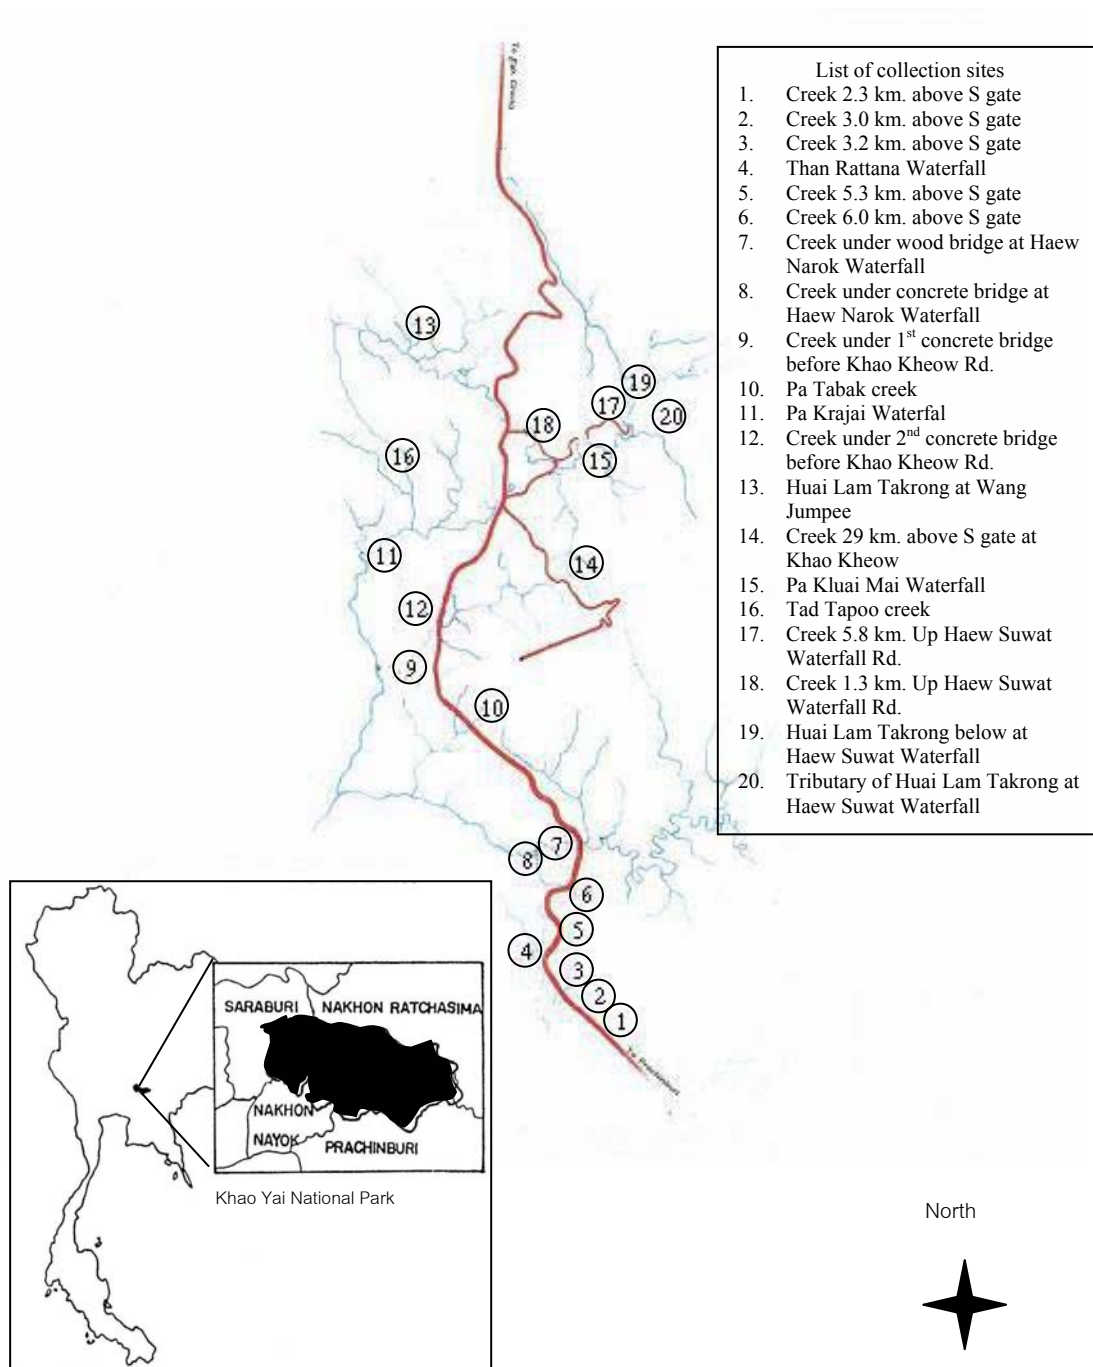 To Pak Chong
List of collection sites
1. Creek 2.3 km. above S gate
2. Creek 3.0 km. above S gate
3. Creek 3.2 km. above S gate
4. Than Rattana Waterfall
5. Creek 5.3 km. above S gate
6. Creek 6.0 km. above S gate
7. Creek under wood bridge at Haew
Narok Waterfall
8. Creek under concrete bridge at
Haew Narok Waterfall
9. Creek under 1st concrete bridge
before Khao Kheow Rd.
10. Pa Tabak creek
11. Pa Krajai Waterfal
12. Creek under 2nd concrete bridge
before Khao Kheow Rd.
13. Huai Lam Takrong at Wang
Jumpee
14. Creek 29 km. above S gate at
Khao Kheow
15. Pa Kluai Mai Waterfall
16. Tad Tapoo creek
17. Creek 5.8 km. Up Haew Suwat
Waterfall Rd.
18. Creek 1.3 km. Up Haew Suwat
Waterfall Rd.
19. Huai Lam Takrong below at
Haew Suwat Waterfall
20. Tributary of Huai Lam Takrong at
Haew Suwat Waterfall
13
19
17
20
18
16
15
11
14
12
9
10
7
8
6
5
4
3
2
1
To Prachinburi
SARABURI
NAKHON RATCHASIMA
NAKHON
NAYOK
PRACHINBURI
Khao Yai National Park
North